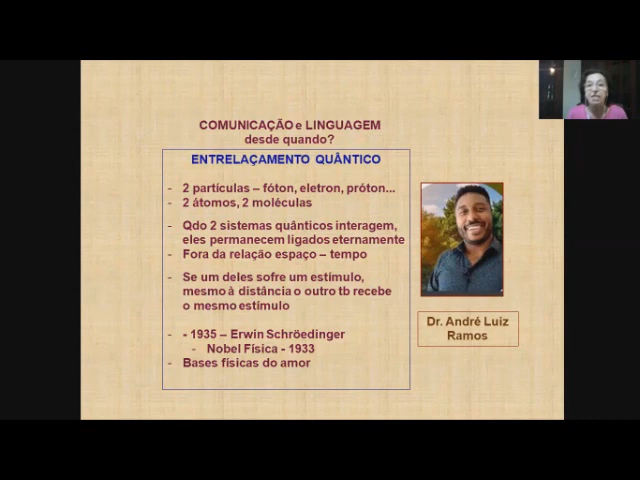 COMUNICAÇÃO e LINGUAGEM
desde quando?
ENTRELAÇAMENTO QUÂNTICO
- 2 partículas – fóton, eletron, próton...
- 2 átomos, 2 moléculas
- Qdo 2 sistemas quânticos interagem,
eles permanecem ligados eternamente
- Fora da relação espaço – tempo
- Se um deles sofre um estímulo,
mesmo à distância o outro tb recebe
o mesmo estímulo
- - 1935 – Erwin Schröedinger
- Nobel Física - 1933
- Bases físicas do amor
Dr. André Luiz
Ramos